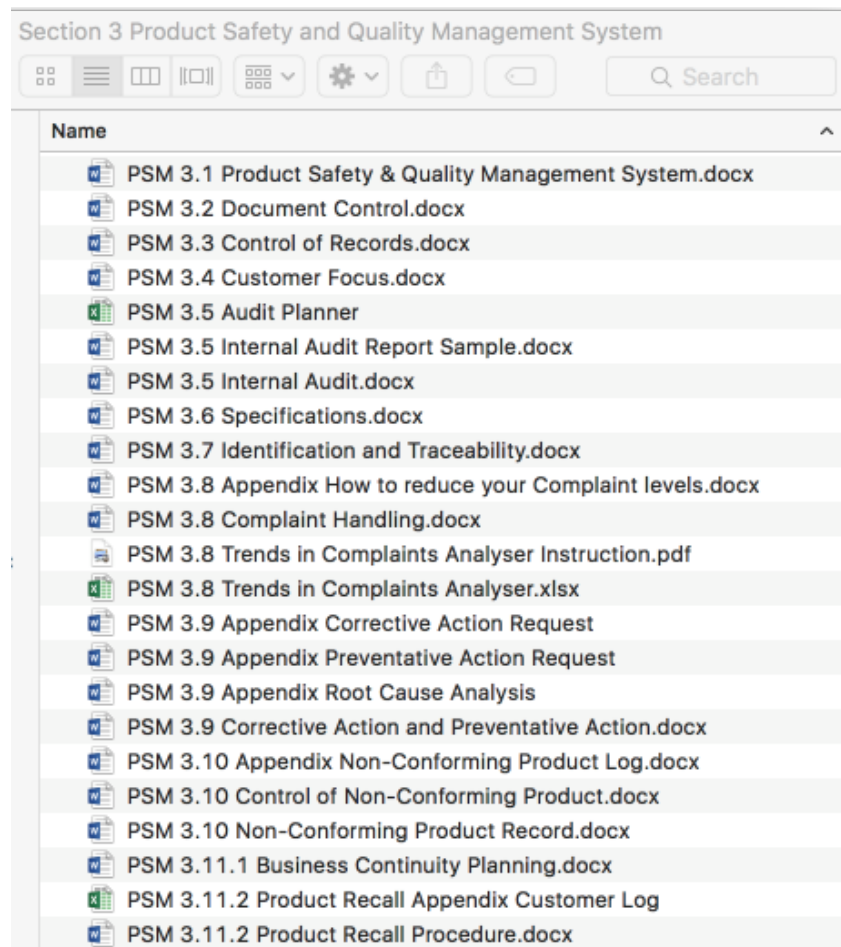 Section 3 Product Safety and Quality Management System
Search
Name
PSM 3.1 Product Safety & Quality Management System.docx
PSM 3.2 Document Control.docx
PSM 3.3 Control of Records.docx
PSM 3.4 Customer Focus.docx
PSM 3.5 Audit Planner
PSM 3.5 Internal Audit Report Sample.docx
PSM 3.5 Internal Audit.docx
PSM 3.6 Specifications.docx
PSM 3.7 Identification and Traceability.docx
PSM 3.8 Appendix How to reduce your Complaint levels.docx
PSM 3.8 Complaint Handling.docx
PSM 3.8 Trends in Complaints Analyser Instruction.pdf
PSM 3.8 Trends in Complaints Analyser.xlsx
PSM 3.9 Appendix Corrective Action Request
PSM 3.9 Appendix Preventative Action Request
PSM 3.9 Appendix Root Cause Analysis
PSM 3.9 Corrective Action and Preventative Action.docx
PSM 3.10 Appendix Non-Conforming Product Log.docx
PSM 3.10 Control of Non-Conforming Product.docx
PSM 3.10 Non-Conforming Product Record.docx
PSM 3.11.1 Business Continuity Planning.docx
PSM 3.11.2 Product Recall Appendix Customer Log
PSM 3.11.2 Product Recall Procedure.docx